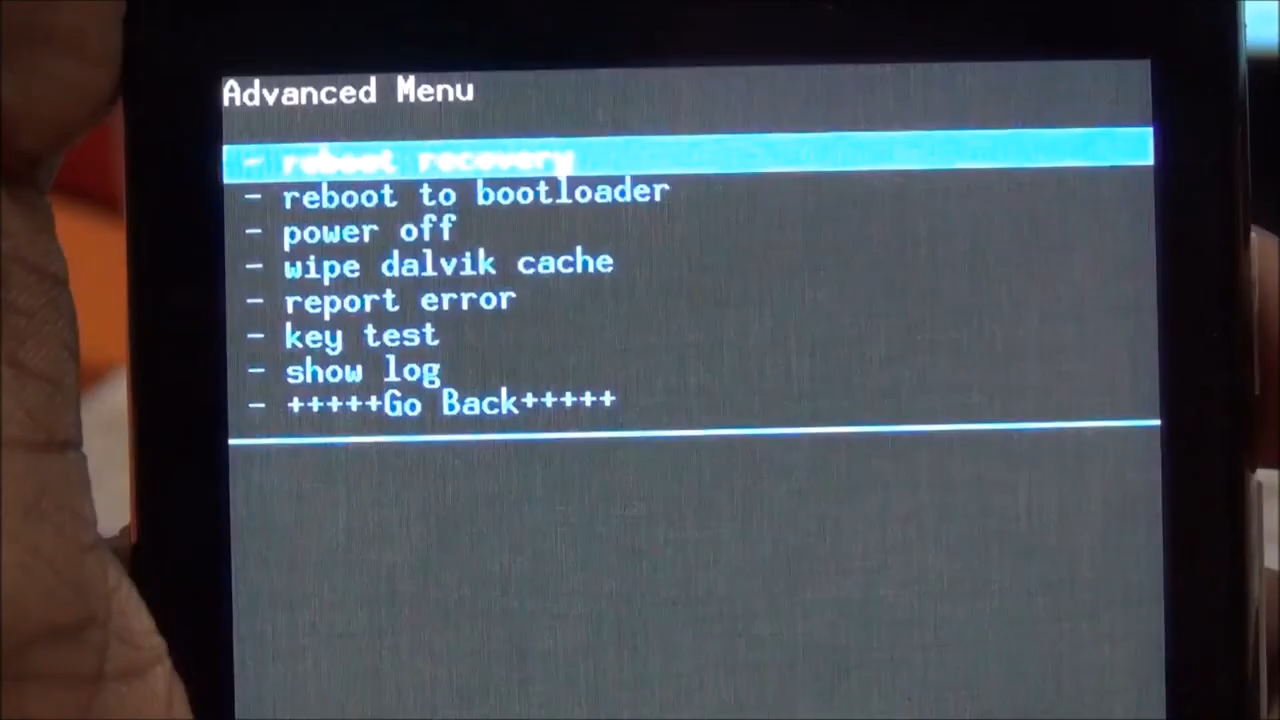 Advanced Menu
- reboot recovery
- reboot to bootloader
- power off
- wipe dalvik cache
- report error
- key test
- show log
- +++++Go Back+++++